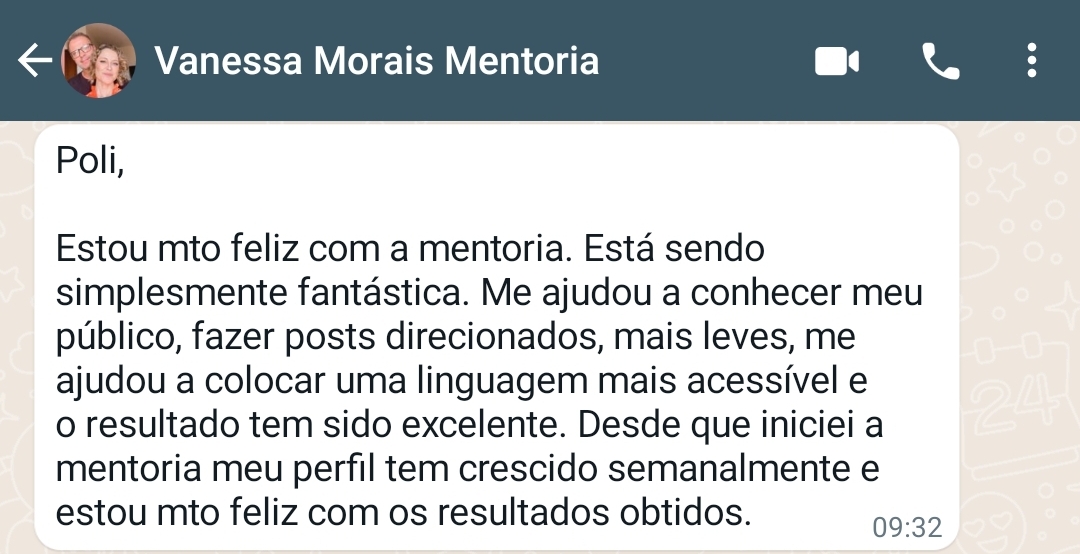 Vanessa Morais Mentoria
Poli,
Estou mto feliz com a mentoria. Está sendo
simplesmente fantástica. Me ajudou a conhecer meu
público, fazer posts direcionados, mais leves, me
ajudou a colocar uma linguagem mais acessível e
o resultado tem sido excelente. Desde que iniciei a
mentoria meu perfil tem crescido semanalmente e
estou mto feliz com os resultados obtidos.
09:32
24